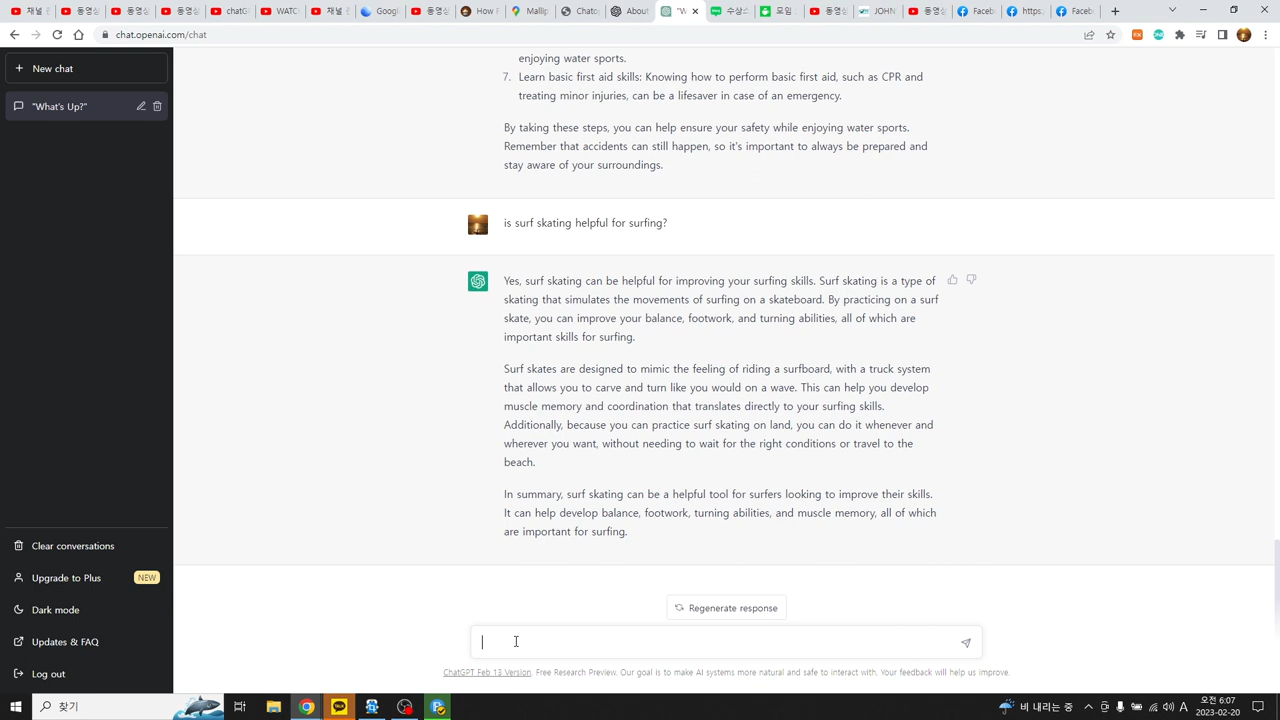 재널
동영싱
동영싱
동영싱
chatG
WATC
재널
Googl
동영싱
How
Mailip
Chatc
About
"W
수상스
모임
동영싱
JOHN
동영싱
Faceb
https.
Faceb
chat.openai.com/chat
New chat
"What's Up?"
Clear conversations
Upgrade to Plus NEW
Dark mode
Updates & FAQ
Log out
enjoying water sports.
7. Learn basic first aid skills: Knowing how to perform basic first aid, such as CPR and
treating minor injuries, can be a lifesaver in case of an emergency.
By taking these steps, you can help ensure your safety while enjoying water sports.
Remember that accidents can still happen, so it's important to always be prepared and
stay aware of your surroundings.
is surf skating helpful for surfing?
Yes, surf skating can be helpful for improving your surfing skills. Surf skating is a type of
skating that simulates the movements of surfing on a skateboard. By practicing on a surf
skate, you can improve your balance, footwork, and turning abilities, all of which are
important skills for surfing.
Surf skates are designed to mimic the feeling of riding a surfboard, with a truck system
that allows you to carve and turn like you would on a wave. This can help you develop
muscle memory and coordination that translates directly to your surfing skills.
Additionally, because you can practice surf skating on land, you can do it whenever and
wherever you want, without needing to wait for the right conditions or travel to the
beach.
In summary, surf skating can be a helpful tool for surfers looking to improve their skills.
It can help develop balance, footwork, turning abilities, and muscle memory, all of which
are important for surfing.
Regenerate response
ChatGPT Feb 13 Version. Free Research Preview. Our goal is to make AI systems more natural and safe to interact with. Your feedback will help us improve.
찾기
비 내리는 중
A
오전 6:07
2023-02-20